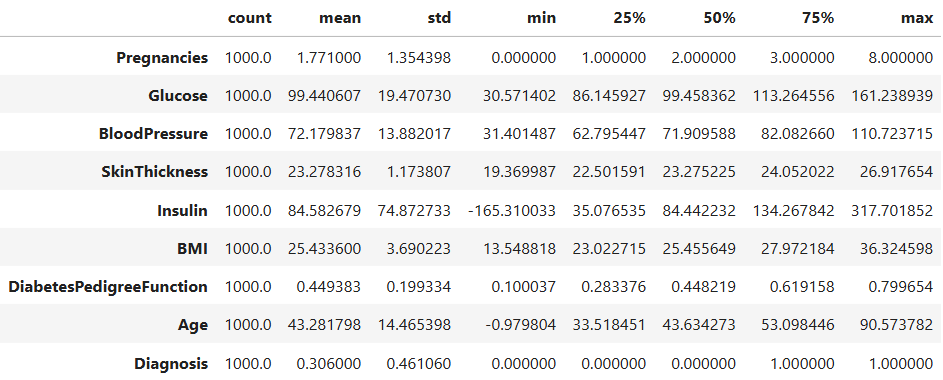 count mean std min 25% 50% 75% max
Pregnancies 1000.0 1.771000 1.354398 0.000000 1.000000 2.000000 3.000000 8.000000
Glucose 1000.0 99.440607 19.470730 30.571402 86.145927 99.458362 113.264556 161.238939
BloodPressure 1000.0 72.179837 13.882017 31.401487 62.795447 71.909588 82.082660 110.723715
SkinThickness 1000.0 23.278316 1.173807 19.369987 22.501591 23.275225 24.052022 26.917654
Insulin 1000.0 84.582679 74.872733 -165.310033 35.076535 84.442232 134.267842 317.701852
BMI 1000.0 25.433600 3.690223 13.548818 23.022715 25.455649 27.972184 36.324598
DiabetesPedigreeFunction 1000.0 0.449383 0.199334 0.100037 0.283376 0.448219 0.619158 0.799654
Age 1000.0 43.281798 14.465398 -0.979804 33.518451 43.634273 53.098446 90.573782
Diagnosis 1000.0 0.306000 0.461060 0.000000 0.000000 0.000000 1.000000 1.000000